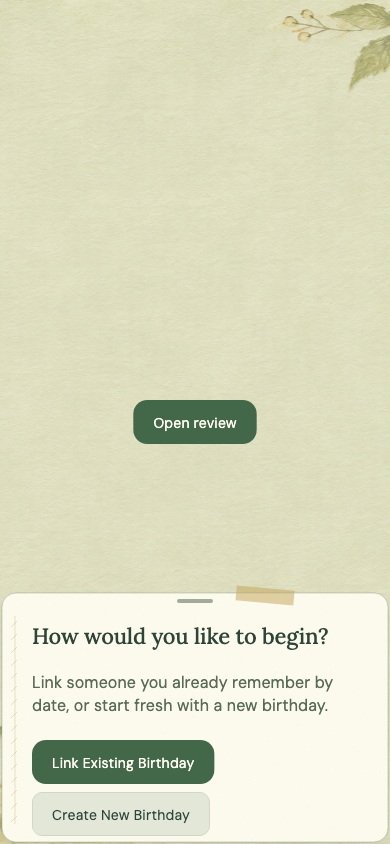 Open review
How would you like to begin?
Link someone you already remember by
date, or start fresh with a new birthday.
Link Existing Birthday
Create New Birthday